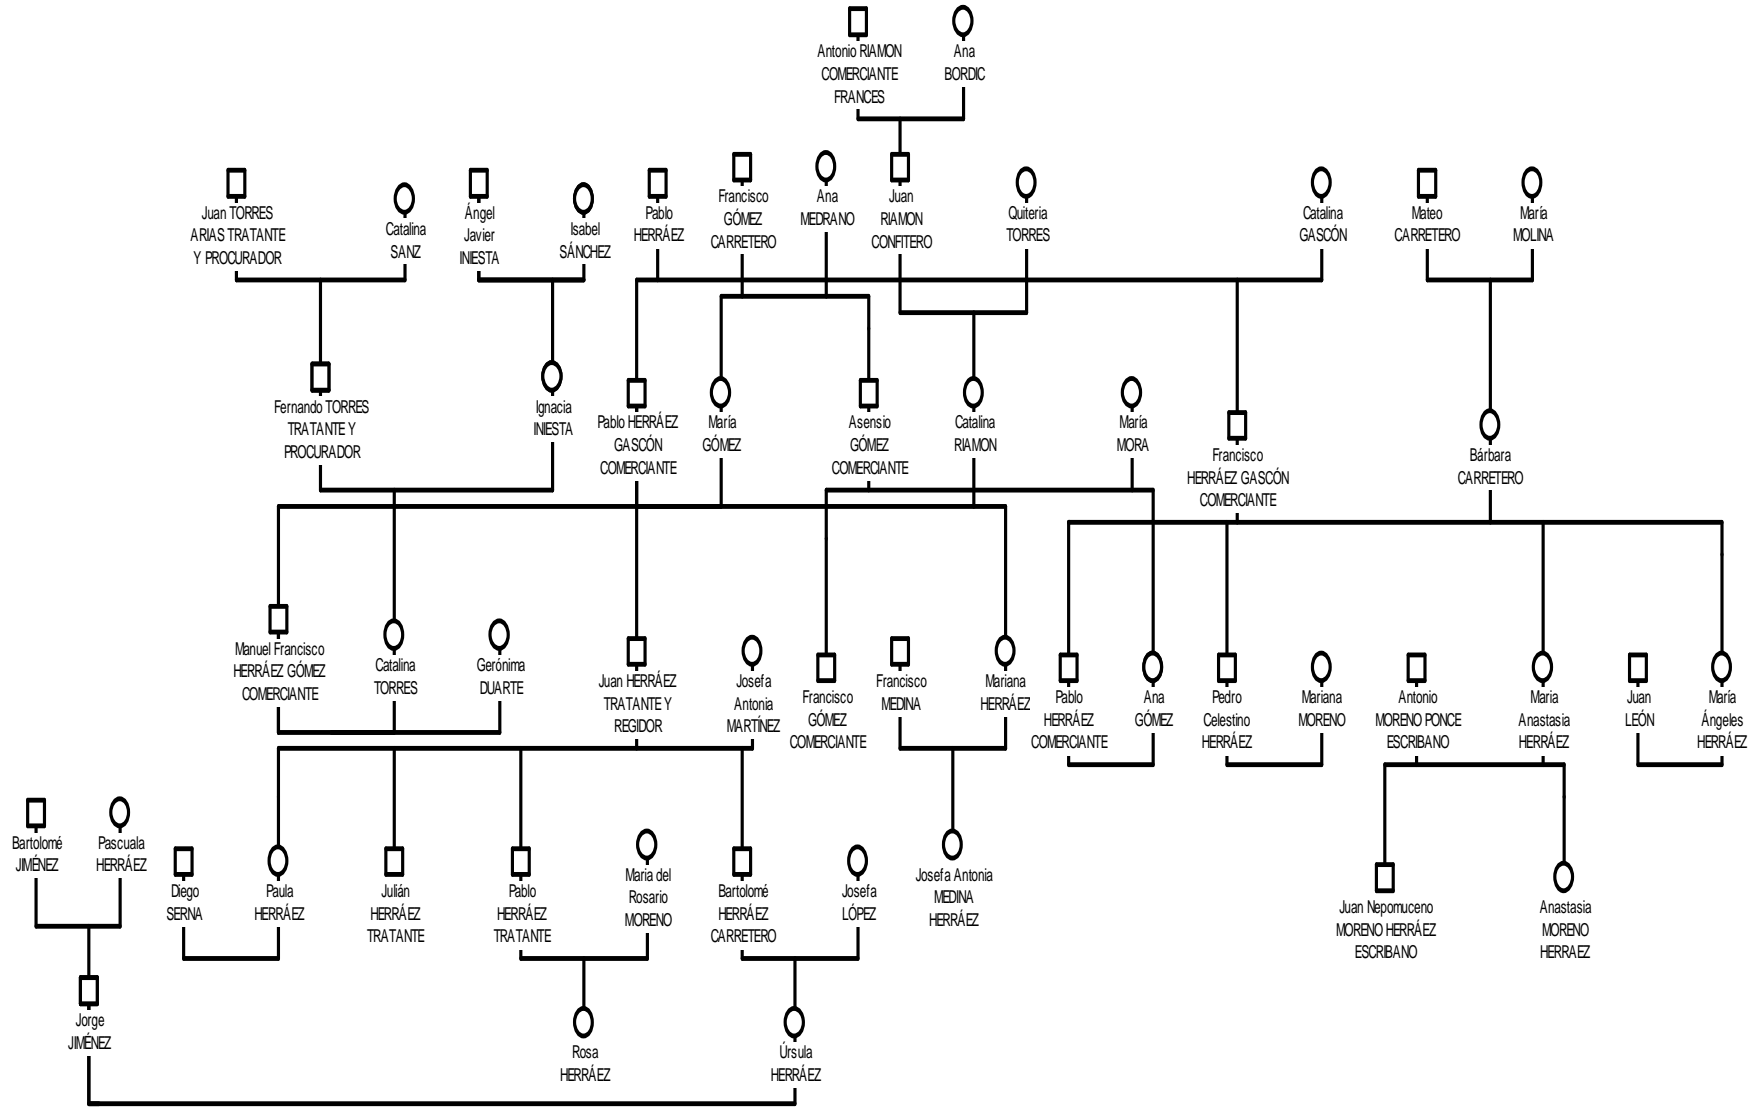 Antonio RIAMON
COMERCIANTE
FRANCES
Ana
BORDIC
Juan TORRES
ARIAS TRATANTE
Y PROCURADOR
Catalina
SANZ
Ángel
Javier
INIESTA
Isabel
SÁNCHEZ
Pablo
HERRÁEZ
Francisco
GÓMEZ
CARRETERO
Ana
MEDRANO
Juan
RIAMON
CONFITERO
Quiteria
TORRES
Catalina
GASCÓN
Mateo
CARRETERO
María
MOLINA
Fernando TORRES
TRATANTE Y
PROCURADOR
Ignacia
INIESTA
Pablo HERRÁEZ
GASCÓN
COMERCIANTE
María
GÓMEZ
Asensio
GÓMEZ
COMERCIANTE
Catalina
RIAMON
María
MORA
Francisco
HERRÁEZ GASCÓN
COMERCIANTE
Bárbara
CARRETERO
Manuel Francisco
HERRÁEZ GÓMEZ
COMERCIANTE
Catalina
TORRES
Gerónima
DUARTE
Juan HERRÁEZ
TRATANTE Y
REGIDOR
Josefa
Antonia
MARTÍNEZ
Francisco
GÓMEZ
COMERCIANTE
Francisco
MEDINA
Mariana
HERRÁEZ
Pablo
HERRÁEZ
COMERCIANTE
Ana
GÓMEZ
Pedro
Celestino
HERRÁEZ
Mariana
MORENO
Antonio
MORENO PONCE
ESCRIBANO
Maria
Anastasia
HERRÁEZ
Juan
LEÓN
María
Ángeles
HERRÁEZ
Bartolomé
JIMÉNEZ
Pascuala
HERRÁEZ
Diego
SERNA
Paula
HERRÁEZ
Julián
HERRÁEZ
TRATANTE
Pablo
HERRÁEZ
TRATANTE
Maria del
Rosario
MORENO
Bartolomé
HERRÁEZ
CARRETERO
Josefa
LÓPEZ
Josefa Antonia
MEDINA
HERRÁEZ
Juan Nepomuceno
MORENO HERRÁEZ
ESCRIBANO
Anastasia
MORENO
HERRAEZ
Jorge
JIMÉNEZ
Rosa
HERRÁEZ
Úrsula
HERRÁEZ